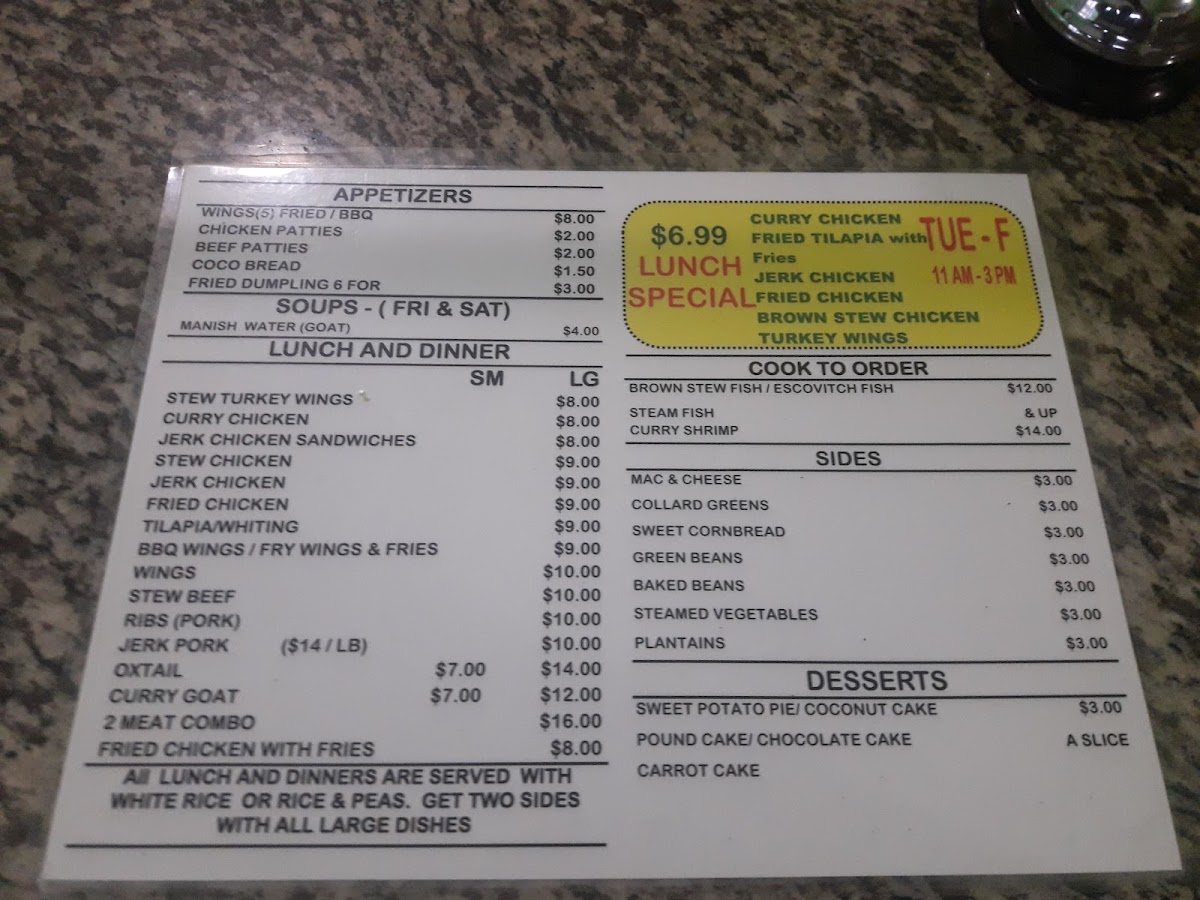 APPETIZERS
WINGS(5) FRIED / BBQ $8.00
CHICKEN PATTIES $2.00
BEEF PATTIES $2.00
COCO BREAD $1.50
FRIED DUMPLING 6 FOR $3.00
SOUPS - ( FRI & SAT)
MANISH WATER (GOAT) $4.00
LUNCH AND DINNER
SM LG
STEW TURKEY WINGS $8.00
CURRY CHICKEN $8.00
JERK CHICKEN SANDWICHES $8.00
STEW CHICKEN $9.00
JERK CHICKEN $9.00
FRIED CHICKEN $9.00
TILAPIA/WHITING $9.00
BBQ WINGS / FRY WINGS & FRIES $9.00
WINGS $10.00
STEW BEEF $10.00
RIBS (PORK) $10.00
JERK PORK ($14 / LB) $10.00
OXTAIL $7.00 $14.00
CURRY GOAT $7.00 $12.00
2 MEAT COMBO $16.00
FRIED CHICKEN WITH FRIES $8.00
All LUNCH AND DINNERS ARE SERVED WITH
WHITE RICE OR RICE & PEAS. GET TWO SIDES
WITH ALL LARGE DISHES
$6.99
LUNCH
SPECIAL
CURRY CHICKEN
FRIED TILAPIA with
Fries
JERK CHICKEN
FRIED CHICKEN
BROWN STEW CHICKEN
TURKEY WINGS
TUE - F
11 AM - 3 PM
COOK TO ORDER
BROWN STEW FISH / ESCOVITCH FISH $12.00
STEAM FISH & UP
CURRY SHRIMP $14.00
SIDES
MAC & CHEESE $3.00
COLLARD GREENS $3.00
SWEET CORNBREAD $3.00
GREEN BEANS $3.00
BAKED BEANS $3.00
STEAMED VEGETABLES $3.00
PLANTAINS $3.00
DESSERTS
SWEET POTATO PIE/ COCONUT CAKE $3.00
POUND CAKE/ CHOCOLATE CAKE A SLICE
CARROT CAKE